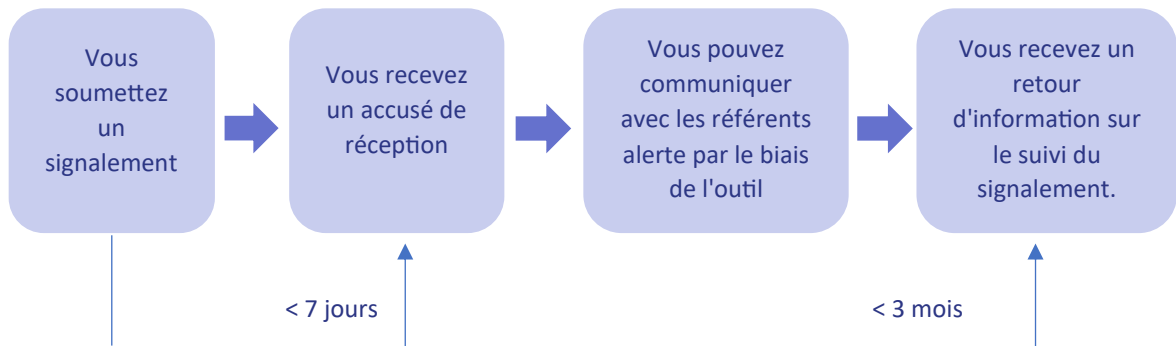 Vous
soumettez
un
signalement
Vous recevez
un accusé de
réception
Vous pouvez
communiquer
avec les référents
alerte par le biais
de l'outil
Vous recevez un
retour
d'information sur
le suivi du
signalement.
< 7 jours
< 3 mois